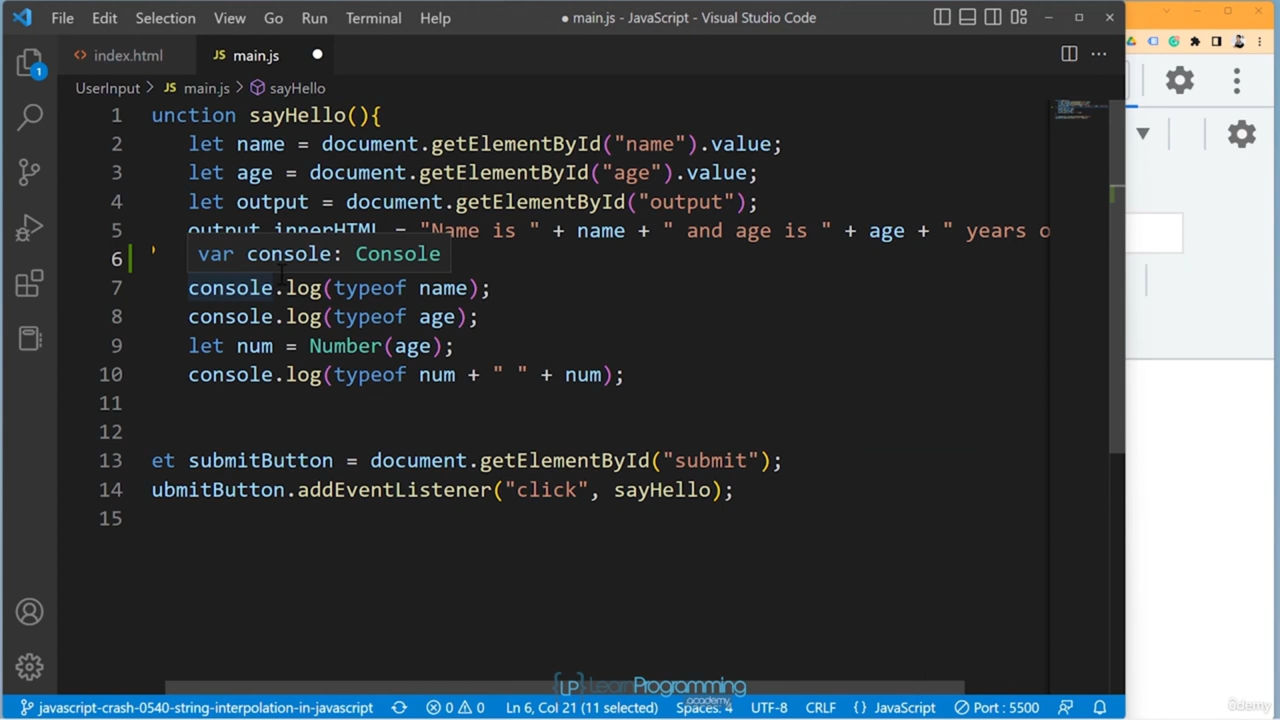 File Edit Selection View Go Run Terminal Help ● main.js - JavaScript - Visual Studio Code
<> index.html JS main.js
1
UserInput > JS main.js > sayHello
1 unction sayHello(){
2 let name = document.getElementById("name").value;
3 let age = document.getElementById("age").value;
4 let output = document.getElementById("output");
5 output.innerHTML = "Name is " + name + " and age is " + age + " years o
6 '
var console: Console
7 console.log(typeof name);
8 console.log(typeof age);
9 let num = Number(age);
10 console.log(typeof num + " " + num);
11
12
13 et submitButton = document.getElementById("submit");
14 ubmitButton.addEventListener("click", sayHello);
15
{LP} LearnProgramming
academy
javascript-crash-0540-string-interpolation-in-javascript 0 0 Ln 6, Col 21 (11 selected) Spaces: 4 UTF-8 CRLF {} JavaScript Port : 5500
ûdemy